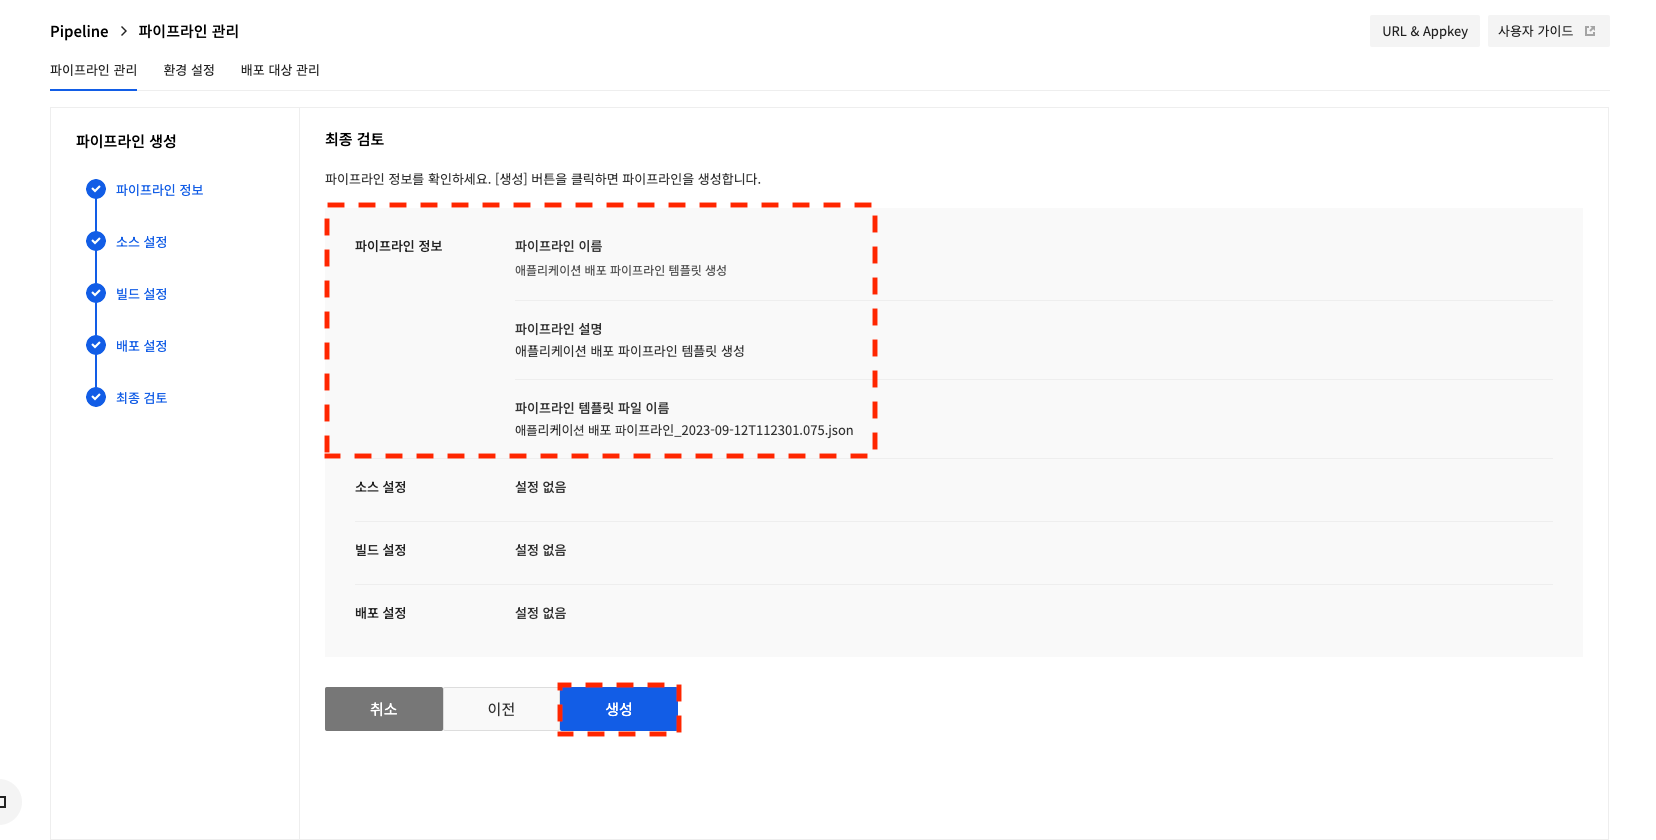 Pipeline > 파이프라인 관리
URL & Appkey
사용자 가이드
파이프라인 관리
환경 설정
배포 대상 관리
파이프라인 생성
파이프라인 정보
소스 설정
빌드 설정
배포 설정
최종 검토
최종 검토
파이프라인 정보를 확인하세요. [생성] 버튼을 클릭하면 파이프라인을 생성합니다.
파이프라인 정보
파이프라인 이름
애플리케이션 배포 파이프라인 템플릿 생성
파이프라인 설명
애플리케이션 배포 파이프라인 템플릿 생성
파이프라인 템플릿 파일 이름
애플리케이션 배포 파이프라인_2023-09-12T112301.075.json
소스 설정 설정 없음
빌드 설정 설정 없음
배포 설정 설정 없음
취소
이전
생성